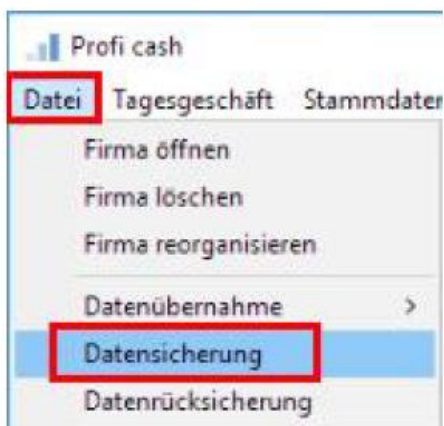 Profi cash
Datei Tagesgeschäft Stammdaten
Firma öffnen
Firma löschen
Firma reorganisieren
Datenübernahme >
Datensicherung
Datenrücksicherung